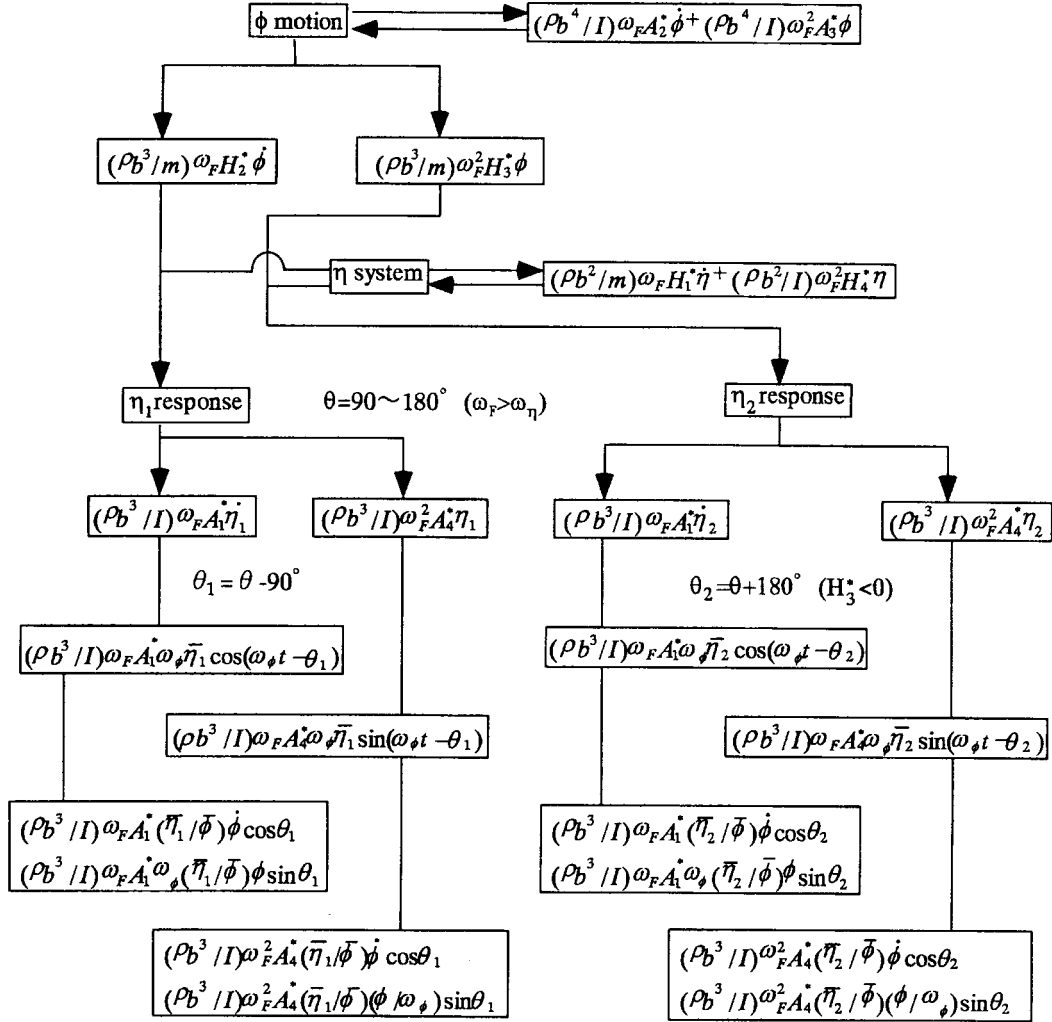 ϕ motion
(ρb⁴/I)ω_F A₂* ϕ̇ + (ρb⁴/I)ω_F² A₃* ϕ
(ρb³/m)ω_F H₂* ϕ̇
(ρb³/m)ω_F² H₃* ϕ
η system
(ρb²/m)ω_F H₁* η̇ + (ρb²/I)ω_F² H₄* η
η₁ response
θ=90～180° (ω_F>ω_η)
η₂ response
(ρb³/I)ω_F A₁* η̇₁
(ρb³/I)ω_F² A₄* η₁
(ρb³/I)ω_F A₁* η̇₂
(ρb³/I)ω_F² A₄* η₂
θ₁ = θ -90°
θ₂=θ+180° (H₃*<0)
(ρb³/I)ω_F A₁* ω_ϕ η̄₁ cos(ω_ϕ t −θ₁)
(ρb³/I)ω_F A₁* ω_ϕ η̄₂ cos(ω_ϕ t −θ₂)
(ρb³/I)ω_F A₄* ω_ϕ η̄₁ sin(ω_ϕ t −θ₁)
(ρb³/I)ω_F A₄* ω_ϕ η̄₂ sin(ω_ϕ t −θ₂)
(ρb³/I)ω_F A₁* (η̄₁/ϕ̄)ϕ̇ cosθ₁
(ρb³/I)ω_F A₁* ω_ϕ (η̄₁/ϕ̄)ϕ sinθ₁
(ρb³/I)ω_F A₁* (η̄₂/ϕ̄)ϕ̇ cosθ₂
(ρb³/I)ω_F A₁* ω_ϕ (η̄₂/ϕ̄)ϕ sinθ₂
(ρb³/I)ω_F² A₄* (η̄₁/ϕ̄)ϕ̇ cosθ₁
(ρb³/I)ω_F² A₄* (η̄₁/ϕ̄)(ϕ/ω_ϕ) sinθ₁
(ρb³/I)ω_F² A₄* (η̄₂/ϕ̄)ϕ̇ cosθ₂
(ρb³/I)ω_F² A₄* (η̄₂/ϕ̄)(ϕ/ω_ϕ) sinθ₂